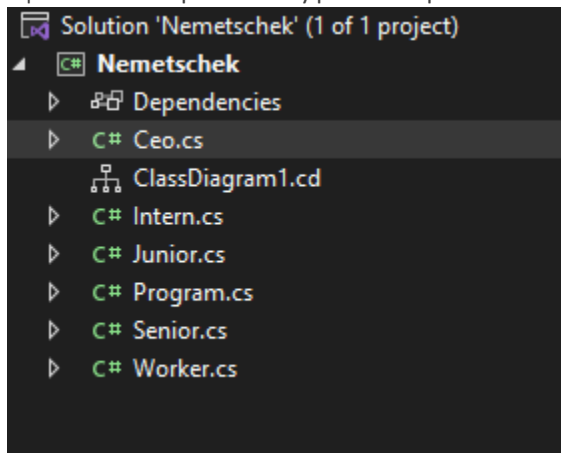 Solution 'Nemetschek' (1 of 1 project)
C# Nemetschek
Dependencies
C# Ceo.cs
ClassDiagram1.cd
C# Intern.cs
C# Junior.cs
C# Program.cs
C# Senior.cs
C# Worker.cs